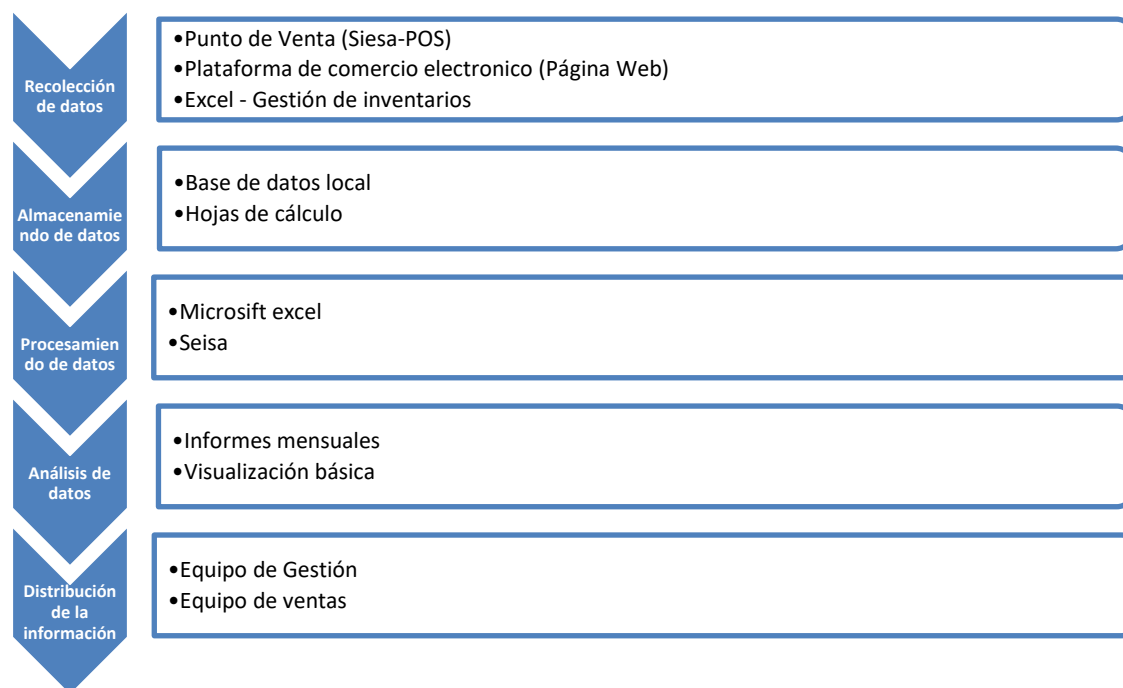 Recolección
de datos
•Punto de Venta (Siesa-POS)
•Plataforma de comercio electronico (Página Web)
•Excel - Gestión de inventarios
Almacenamie
ndo de datos
•Base de datos local
•Hojas de cálculo
Procesamien
do de datos
•Microsift excel
•Seisa
Análisis de
datos
•Informes mensuales
•Visualización básica
Distribución
de la
información
•Equipo de Gestión
•Equipo de ventas